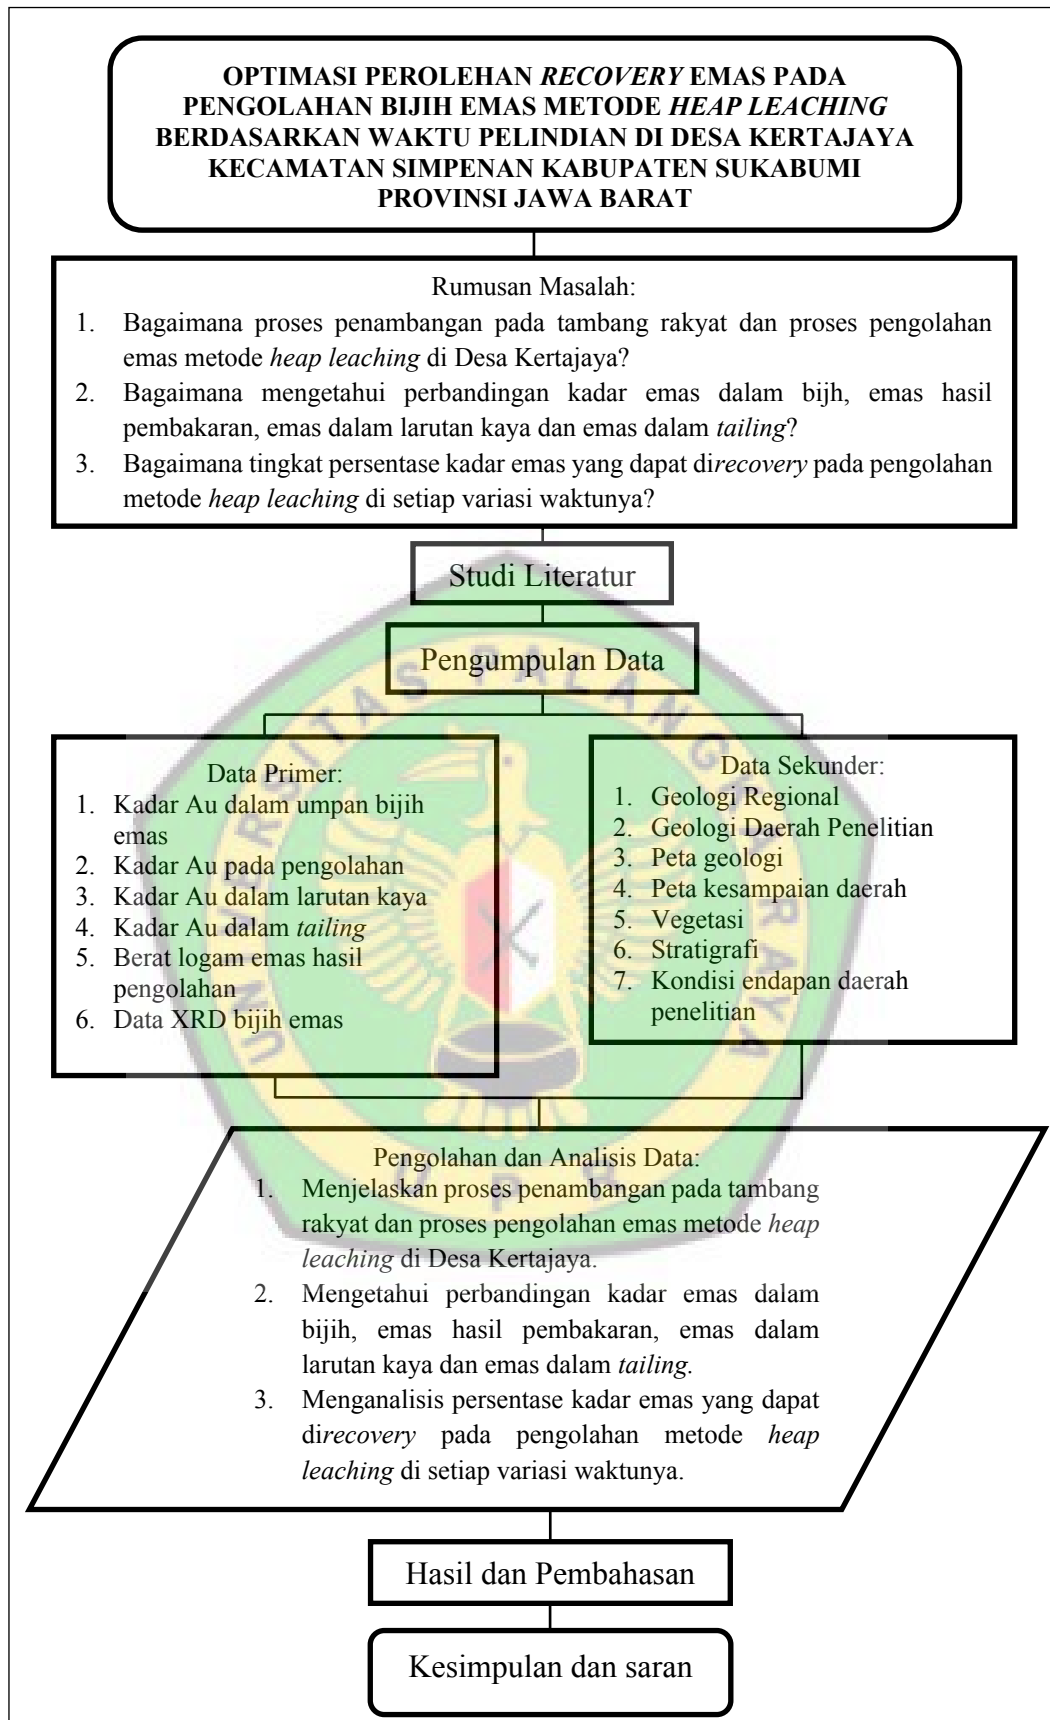 OPTIMASI PEROLEHAN RECOVERY EMAS PADA
PENGOLAHAN BIJIH EMAS METODE HEAP LEACHING
BERDASARKAN WAKTU PELINDIAN DI DESA KERTAJAYA
KECAMATAN SIMPENAN KABUPATEN SUKABUMI
PROVINSI JAWA BARAT
Rumusan Masalah:
1. Bagaimana proses penambangan pada tambang rakyat dan proses pengolahan
emas metode heap leaching di Desa Kertajaya?
2. Bagaimana mengetahui perbandingan kadar emas dalam bijh, emas hasil
pembakaran, emas dalam larutan kaya dan emas dalam tailing?
3. Bagaimana tingkat persentase kadar emas yang dapat direcovery pada pengolahan
metode heap leaching di setiap variasi waktunya?
Studi Literatur
Pengumpulan Data
Data Primer:
1. Kadar Au dalam umpan bijih
emas
2. Kadar Au pada pengolahan
3. Kadar Au dalam larutan kaya
4. Kadar Au dalam tailing
5. Berat logam emas hasil
pengolahan
6. Data XRD bijih emas
Data Sekunder:
1. Geologi Regional
2. Geologi Daerah Penelitian
3. Peta geologi
4. Peta kesampaian daerah
5. Vegetasi
6. Stratigrafi
7. Kondisi endapan daerah
penelitian
Pengolahan dan Analisis Data:
1. Menjelaskan proses penambangan pada tambang
rakyat dan proses pengolahan emas metode heap
leaching di Desa Kertajaya.
2. Mengetahui perbandingan kadar emas dalam
bijih, emas hasil pembakaran, emas dalam
larutan kaya dan emas dalam tailing.
3. Menganalisis persentase kadar emas yang dapat
direcovery pada pengolahan metode heap
leaching di setiap variasi waktunya.
Hasil dan Pembahasan
Kesimpulan dan saran
UNIVERSITAS PALANGKA RAYA
U P R